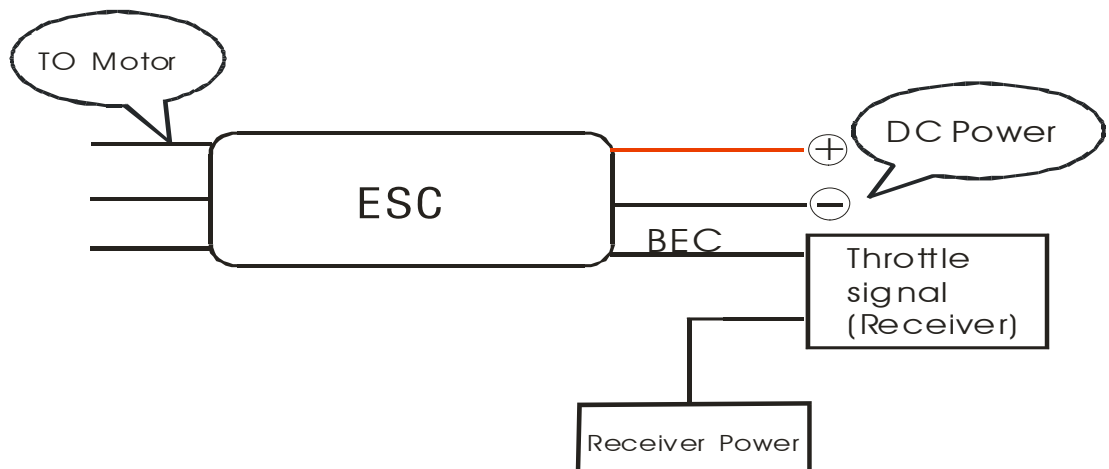 TO Motor
DC Power
ESC
BEC
Throttle
signal
(Receiver)
Receiver Power